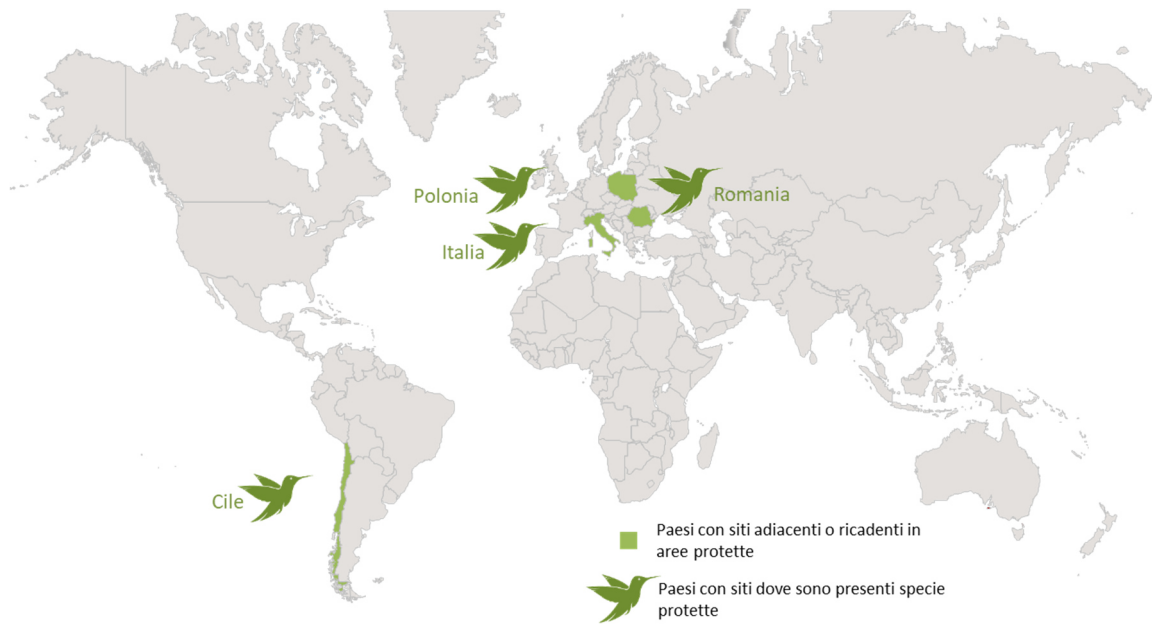 Polonia
Romania
Italia
Cile
Paesi con siti adiacenti o ricadenti in
aree protette
Paesi con siti dove sono presenti specie
protette